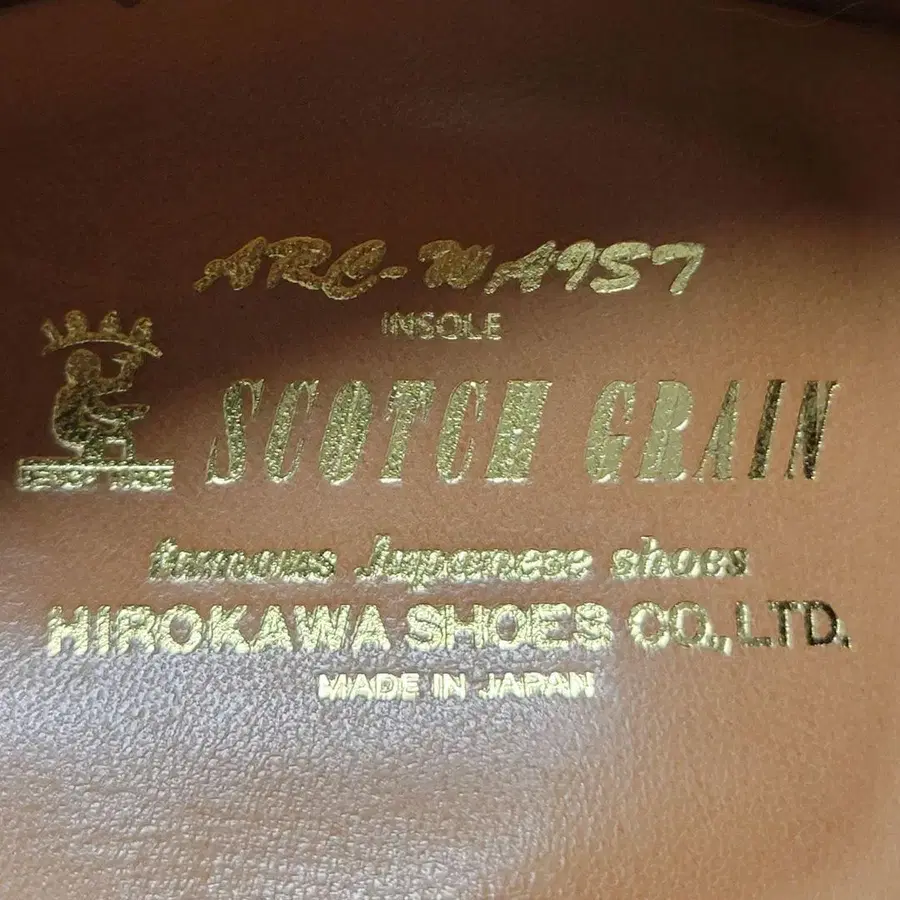 ARC-WAIST
INSOLE
SCOTCH GRAIN
famous Japanese shoes
HIROKAWA SHOES CO., LTD.
MADE IN JAPAN